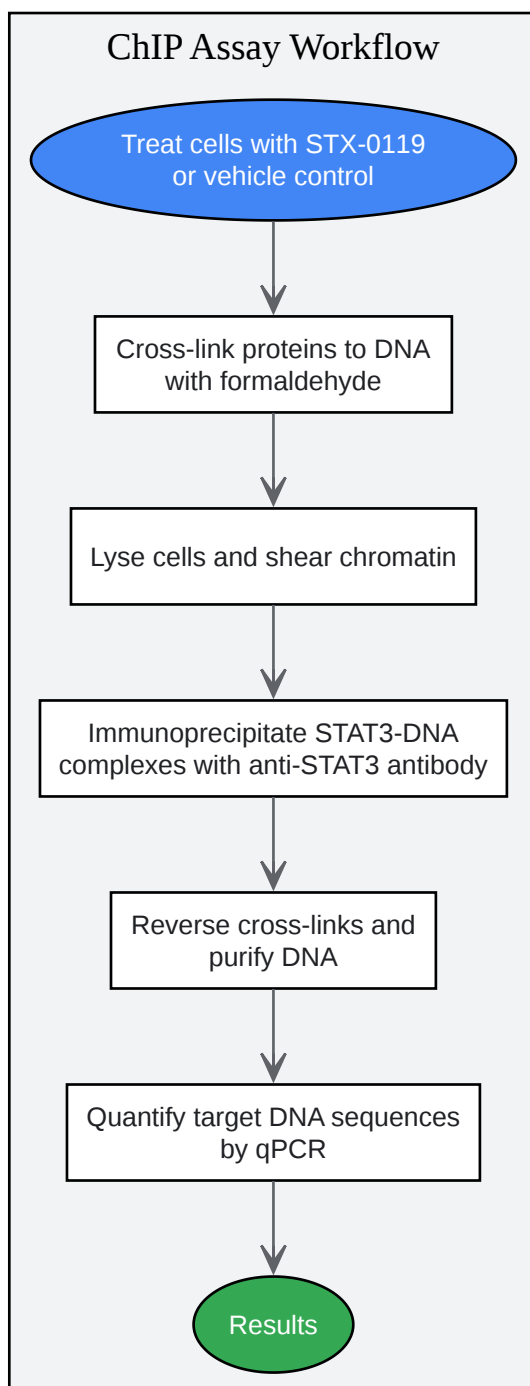 ChIP Assay Workflow
Treat cells with STX-0119
or vehicle control
Cross-link proteins to DNA
with formaldehyde
Lyse cells and shear chromatin
Immunoprecipitate STAT3-DNA
complexes with anti-STAT3 antibody
Reverse cross-links and
purify DNA
Quantify target DNA sequences
by qPCR
Results